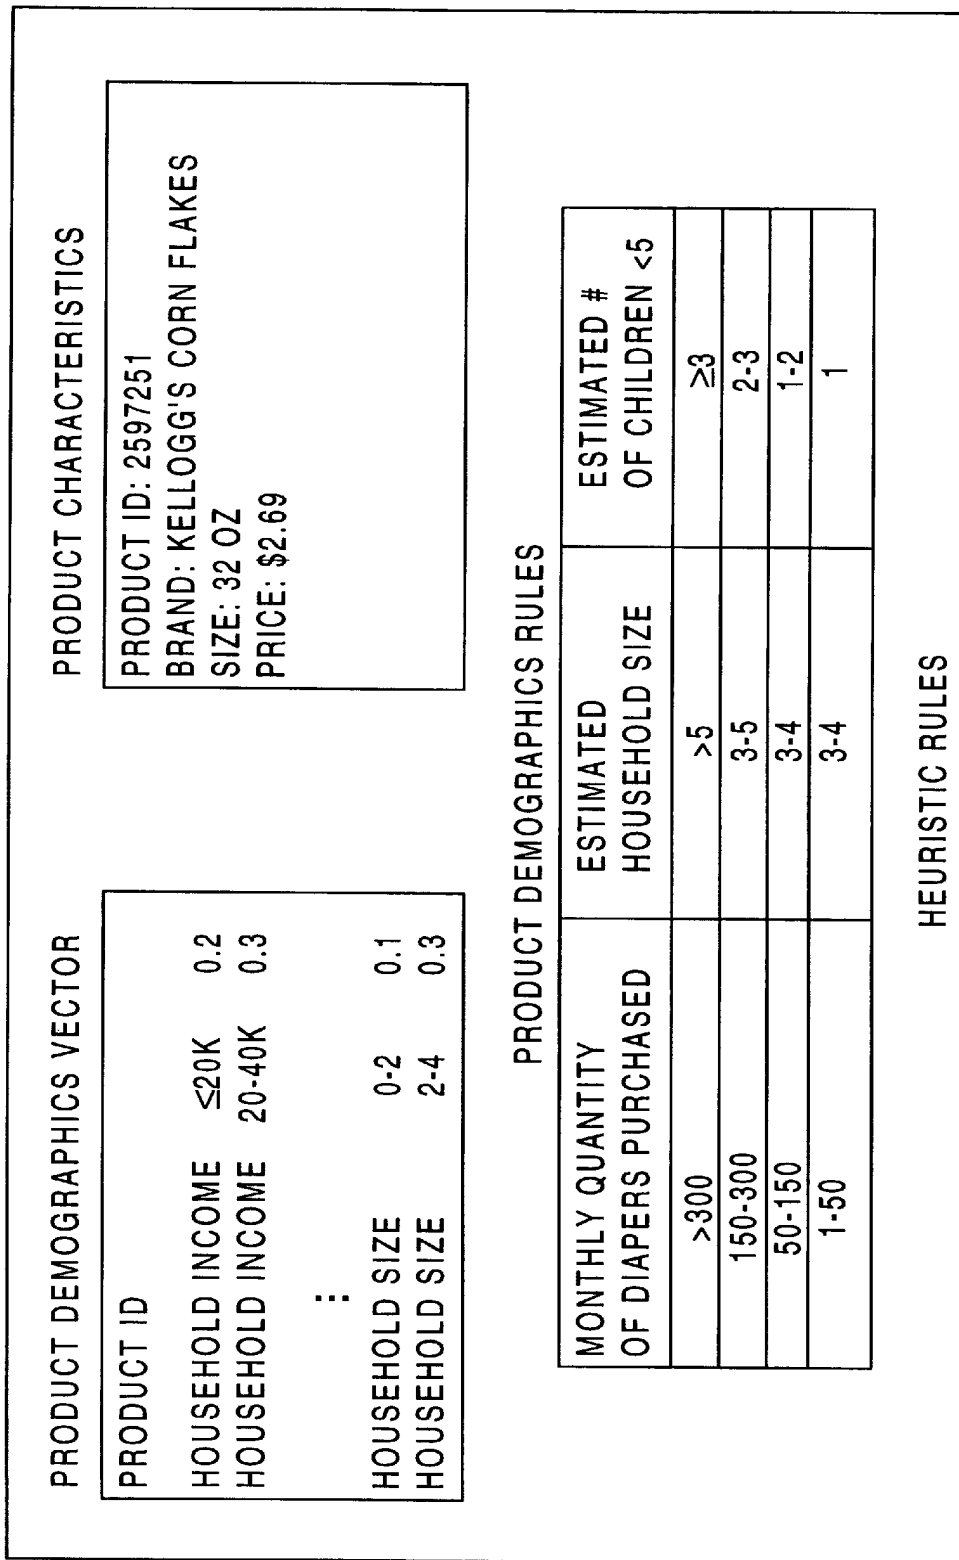 PRODUCT DEMOGRAPHICS VECTOR
PRODUCT ID
HOUSEHOLD INCOME ≤20K 0.2
HOUSEHOLD INCOME 20-40K 0.3
⋮
HOUSEHOLD SIZE 0-2 0.1
HOUSEHOLD SIZE 2-4 0.3
PRODUCT CHARACTERISTICS
PRODUCT ID: 2597251
BRAND: KELLOGG'S CORN FLAKES
SIZE: 32 OZ
PRICE: $2.69
PRODUCT DEMOGRAPHICS RULES
MONTHLY QUANTITY
OF DIAPERS PURCHASED
ESTIMATED
HOUSEHOLD SIZE
ESTIMATED #
OF CHILDREN <5
>300 >5 ≥3
150-300 3-5 2-3
50-150 3-4 1-2
1-50 3-4 1
HEURISTIC RULES